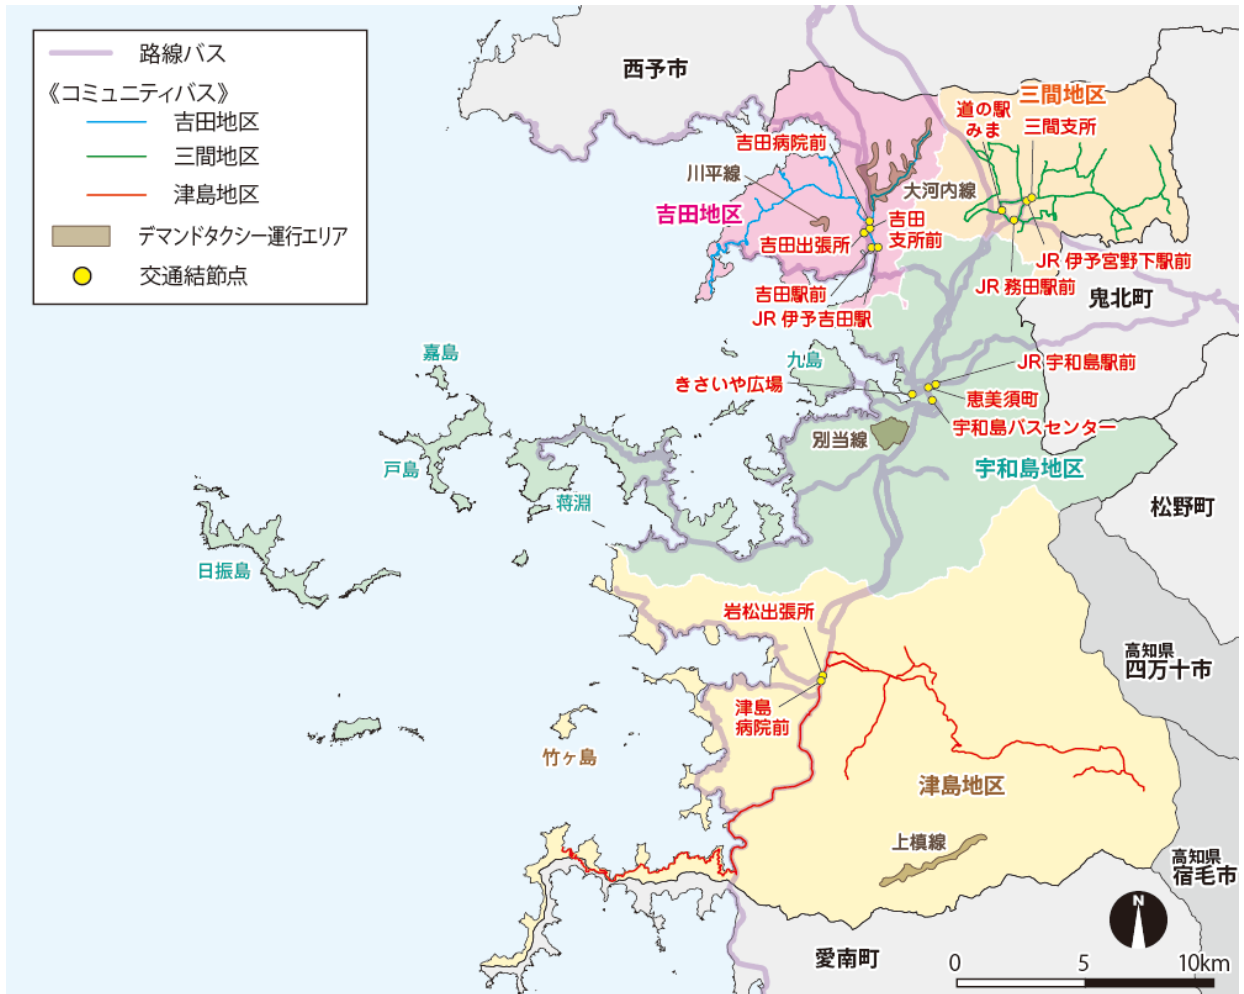 路線バス
《コミュニティバス》
吉田地区
三間地区
津島地区
デマンドタクシー運行エリア
交通結節点
西予市
三間地区
道の駅
みま
三間支所
吉田病院前
川平線
大河内線
吉田地区
吉田
支所前
吉田出張所
JR 伊予宮野下駅前
JR 務田駅前
吉田駅前
JR 伊予吉田駅
鬼北町
嘉島
九島
JR 宇和島駅前
きさいや広場
恵美須町
宇和島バスセンター
別当線
戸島
蒋淵
宇和島地区
松野町
日振島
岩松出張所
高知県
四万十市
津島
病院前
竹ヶ島
津島地区
上槙線
高知県
宿毛市
N
愛南町
0 5 10km